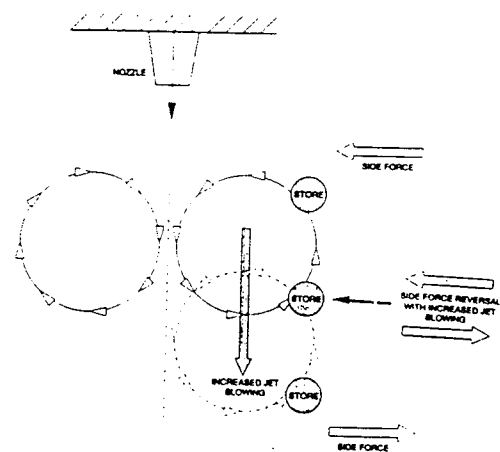 NOZZLE
SIDE FORCE
STORE
STORE
SIDE FORCE REVERSAL
WITH INCREASED JET
BLOWING
INCREASED JET
BLOWING
STORE
SIDE FORCE